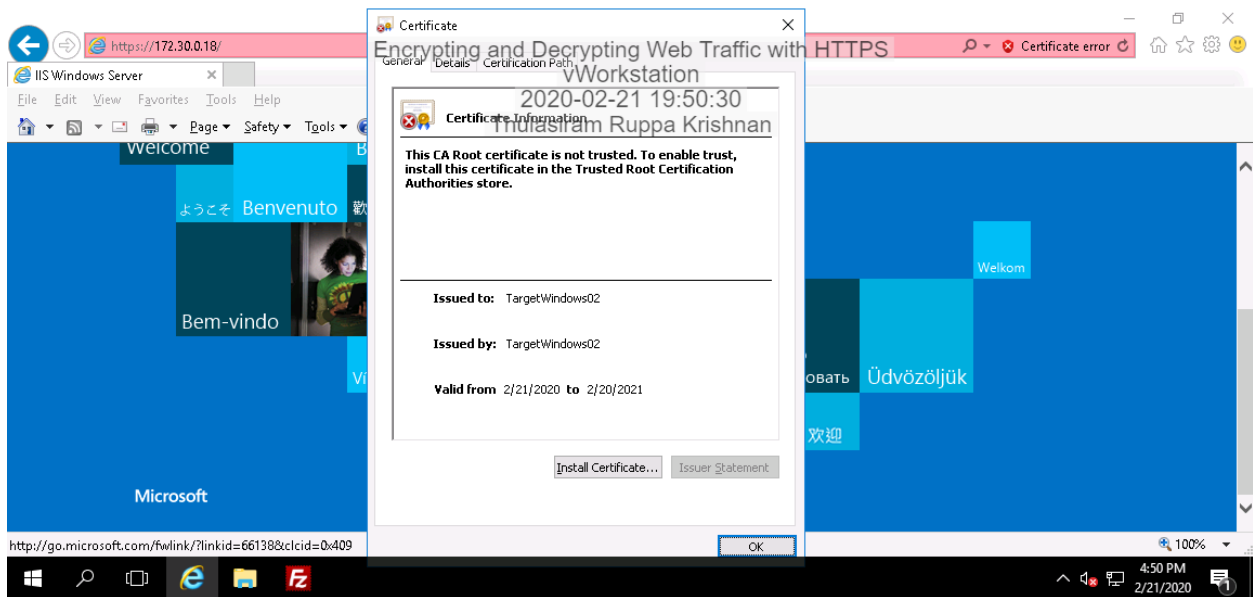 Certificate
https://172.30.0.18/
Certificate error
Encrypting and Decrypting Web Traffic with HTTPS
vWorkstation
2020-02-21 19:50:30
Thulasiram Ruppa Krishnan
IIS Windows Server
General Details Certification Path
File Edit View Favorites Tools Help
Page Safety Tools
Certificate Information
This CA Root certificate is not trusted. To enable trust,
install this certificate in the Trusted Root Certification
Authorities store.
Issued to: TargetWindows02
Issued by: TargetWindows02
Valid from 2/21/2020 to 2/20/2021
Install Certificate... Issuer Statement
OK
Welcome
ようこそ
Benvenuto
歡
Bem-vindo
Ví
Welkom
овать
Üdvözöljük
欢迎
Microsoft
http://go.microsoft.com/fwlink/?linkid=66138&clcid=0x409
100%
4:50 PM
2/21/2020
1